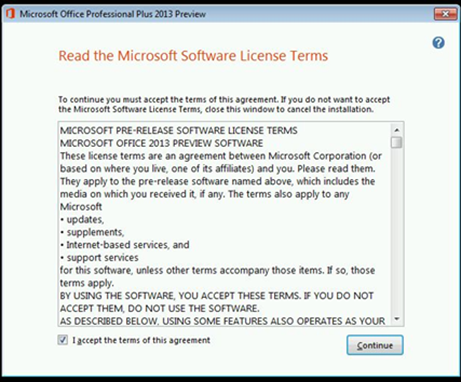 Microsoft Office Professional Plus 2013 Preview
Read the Microsoft Software License Terms
To continue you must accept the terms of this agreement. If you do not want to accept
the Microsoft Software License Terms, close this window to cancel the installation.
MICROSOFT PRE-RELEASE SOFTWARE LICENSE TERMS
MICROSOFT OFFICE 2013 PREVIEW SOFTWARE
These license terms are an agreement between Microsoft Corporation (or
based on where you live, one of its affiliates) and you. Please read them.
They apply to the pre-release software named above, which includes the
media on which you received it, if any. The terms also apply to any
Microsoft
• updates,
• supplements,
• Internet-based services, and
• support services
for this software, unless other terms accompany those items. If so, those
terms apply.
BY USING THE SOFTWARE, YOU ACCEPT THESE TERMS. IF YOU DO NOT
ACCEPT THEM, DO NOT USE THE SOFTWARE.
AS DESCRIBED BELOW, USING SOME FEATURES ALSO OPERATES AS YOUR
I accept the terms of this agreement
Continue